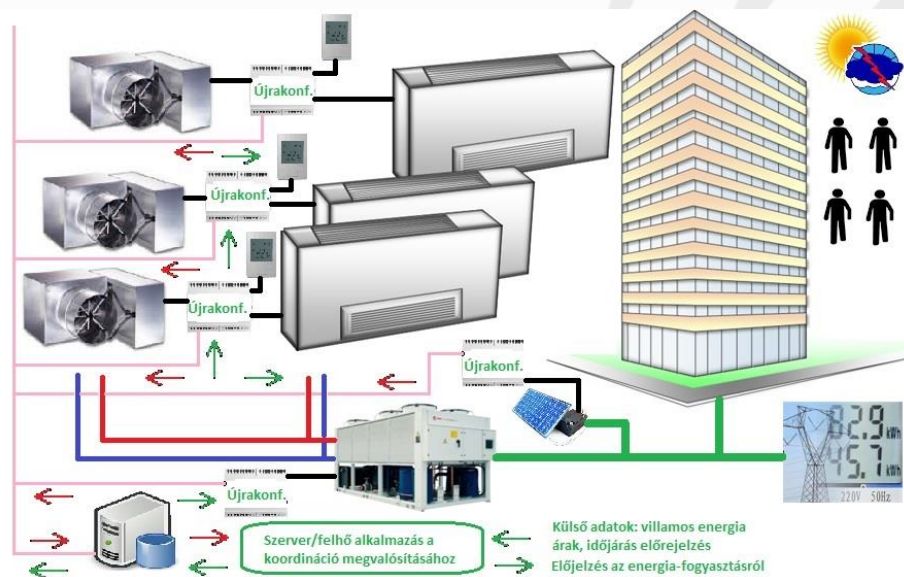 Újrakonf.
Újrakonf.
Újrakonf.
Újrakonf.
82.9 kWh
45.7 kWh
220V 50Hz
Újrakonf.
Szerver/felhő alkalmazás a
koordináció megvalósításához
Külső adatok: villamos energia
árak, időjárás előrejelzés
Előjelzés az energia-fogyasztásról